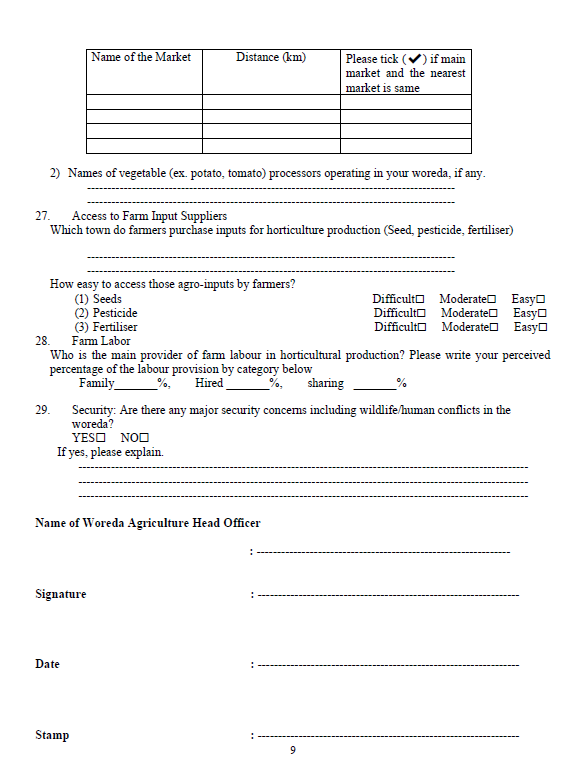 Name of the Market Distance (km) Please tick (✔) if main
market and the nearest
market is same
2) Names of vegetable (ex. potato, tomato) processors operating in your woreda, if any.
27. Access to Farm Input Suppliers
Which town do farmers purchase inputs for horticulture production (Seed, pesticide, fertiliser)
How easy to access those agro-inputs by farmers?
(1) Seeds Difficult□ Moderate□ Easy□
(2) Pesticide Difficult□ Moderate□ Easy□
(3) Fertiliser Difficult□ Moderate□ Easy□
28. Farm Labor
Who is the main provider of farm labour in horticultural production? Please write your perceived
percentage of the labour provision by category below
Family_______%, Hired _______%, sharing _______%
29. Security: Are there any major security concerns including wildlife/human conflicts in the
woreda?
YES□ NO□
If yes, please explain.
Name of Woreda Agriculture Head Officer
: --------------------------------------------------------------
Signature : ----------------------------------------------------------------
Date : ----------------------------------------------------------------
Stamp : ----------------------------------------------------------------
9